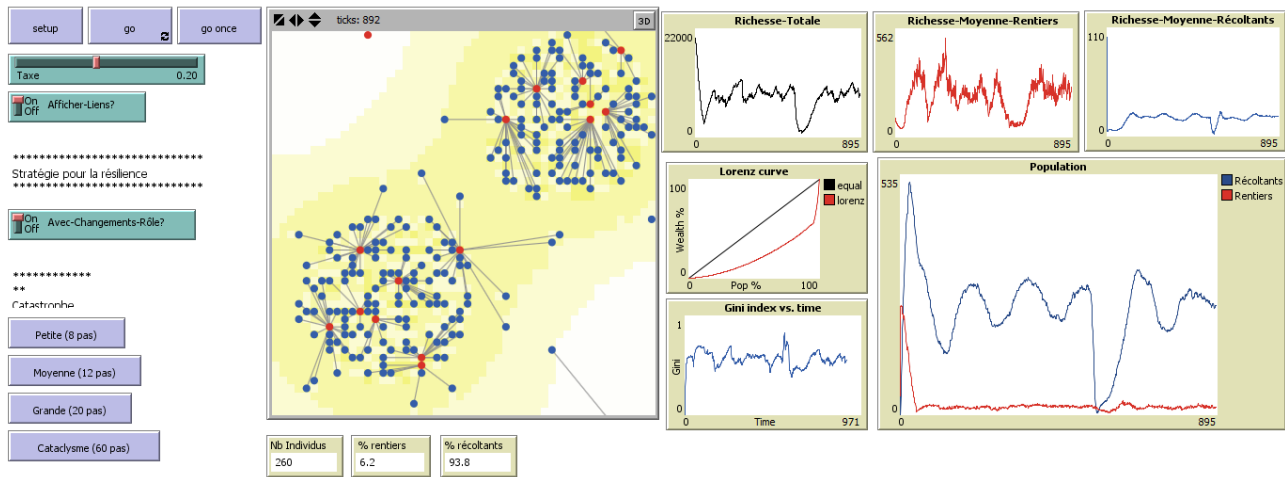 setup
go
go once
Taxe 0.20
On
Off
Afficher-Liens?
*****************************
Stratégie pour la résilience
*****************************
On
Off
Avec-Changements-Rôle?
************
**
Catastrophe
Petite (8 pas)
Moyenne (12 pas)
Grande (20 pas)
Cataclysme (60 pas)
ticks: 892
3D
Nb Individus
260
% rentiers
6.2
% récoltants
93.8
Richesse-Totale
22000
0
0 895
Richesse-Moyenne-Rentiers
562
0
0 895
Richesse-Moyenne-Récoltants
110
0
0 895
Lorenz curve
100
Wealth %
0
0 Pop % 100
equal
lorenz
Gini index vs. time
1
Gini
0
0 Time 971
Population
535
0
0 895
Récoltants
Rentiers